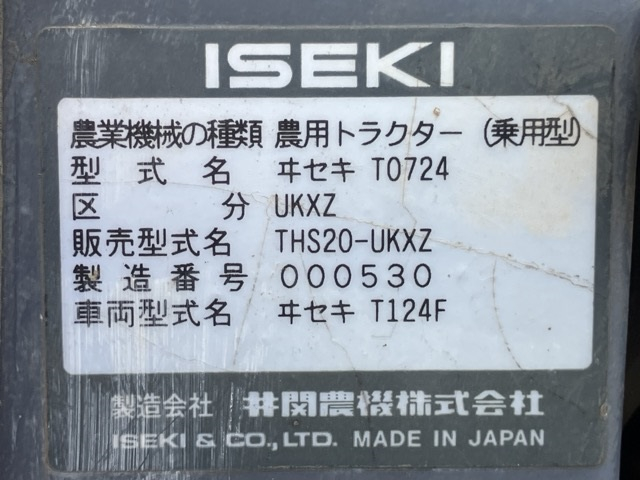 ISEKI
農業機械の種類 農用トラクター (乗用型)
型式名 ヰセキ T0724
区分 UKXZ
販売型式名 THS20-UKXZ
製造番号 000530
車両型式名 ヰセキ T124F
製造会社 井関農機株式会社
ISEKI & CO., LTD. MADE IN JAPAN